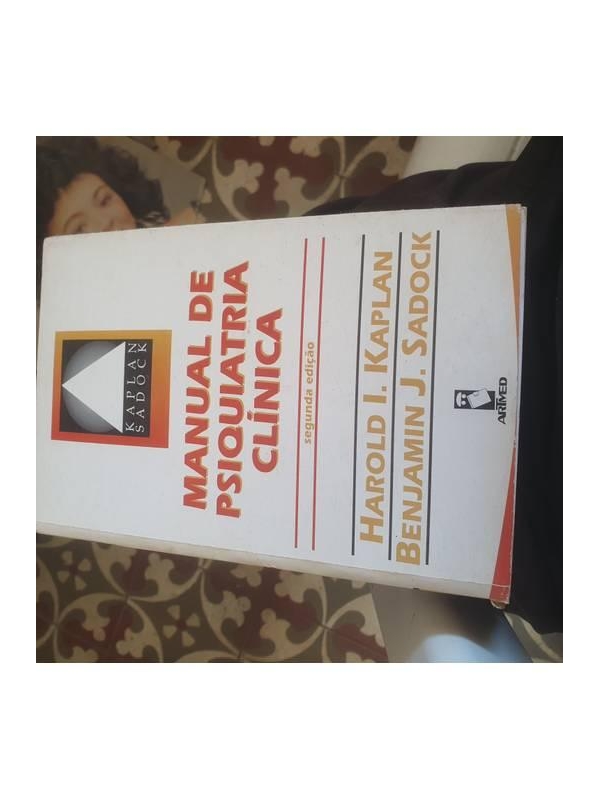 KAPLAN
SADOCK
MANUAL DE
PSIQUIATRIA
CLÍNICA
segunda edição
HAROLD I. KAPLAN
BENJAMIN J. SADOCK
ARTMED